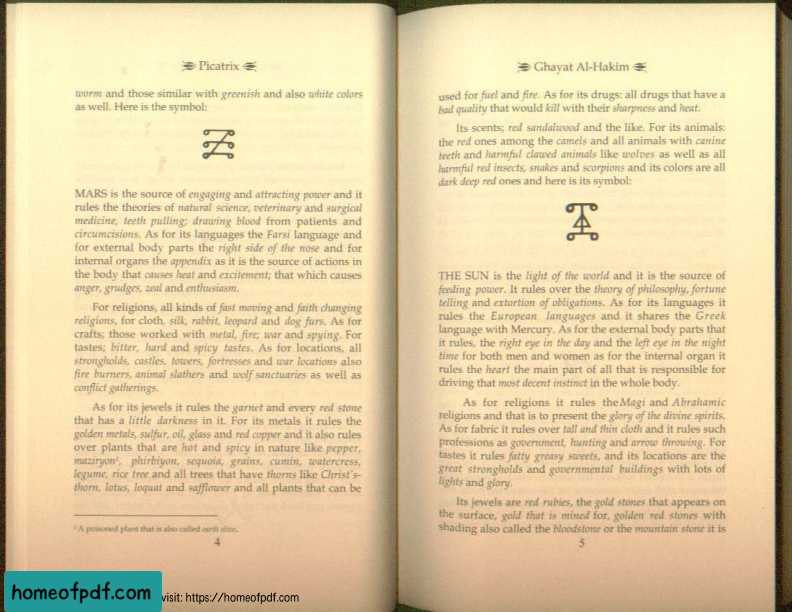 Picatrix
worm and those similar with greenish and also white colors
as well. Here is the symbol:
MARS is the source of engaging and attracting power and it
rules the theories of natural science, veterinary and surgical
medicine, teeth pulling; drawing blood from patients and
circumcisions. As for its languages the Farsi language and
for external body parts the right side of the nose and for
internal organs the appendix as it is the source of actions in
the body that causes heat and excitement; that which causes
anger, grudges, zeal and enthusiasm.
For religions, all kinds of fast moving and faith changing
religions, for cloth, silk, rabbit, leopard and dog furs. As for
crafts; those worked with metal, fire; war and spying. For
tastes; bitter, hard and spicy tastes. As for locations, all
strongholds, castles, towers, fortresses and war locations also
fire burners, animal slathers and wolf sanctuaries as well as
conflict gatherings.
As for its jewels it rules the garnet and every red stone
that has a little darkness in it. For its metals it rules the
golden metals, sulfur, oil, glass and red copper and it also rules
over plants that are hot and spicy in nature like pepper,
maziryon³, phirbiyon, sequoia, grains, cumin, watercress,
legume, rice tree and all trees that have thorns like Christ's-
thorn, lotus, loquat and safflower and all plants that can be
³ A poisoned plant that is also called earth olive.
4
Ghayat Al-Hakim
used for fuel and fire. As for its drugs: all drugs that have a
bad quality that would kill with their sharpness and heat.
Its scents; red sandalwood and the like. For its animals:
the red ones among the camels and all animals with canine
teeth and harmful clawed animals like wolves as well as all
harmful red insects, snakes and scorpions and its colors are all
dark deep red ones and here is its symbol:
THE SUN is the light of the world and it is the source of
feeding power. It rules over the theory of philosophy, fortune
telling and extortion of obligations. As for its languages it
rules the European languages and it shares the Greek
language with Mercury. As for the external body parts that
it rules, the right eye in the day and the left eye in the night
time for both men and women as for the internal organ it
rules the heart the main part of all that is responsible for
driving that most decent instinct in the whole body.
As for religions it rules the Magi and Abrahamic
religions and that is to present the glory of the divine spirits.
As for fabric it rules over tall and thin cloth and it rules such
professions as government, hunting and arrow throwing. For
tastes it rules fatty greasy sweets, and its locations are the
great strongholds and governmental buildings with lots of
lights and glory.
Its jewels are red rubies, the gold stones that appears on
the surface, gold that is mined for, golden red stones with
shading also called the bloodstone or the mountain stone it is
5
homeofpdf.com
visit: https://homeofpdf.com